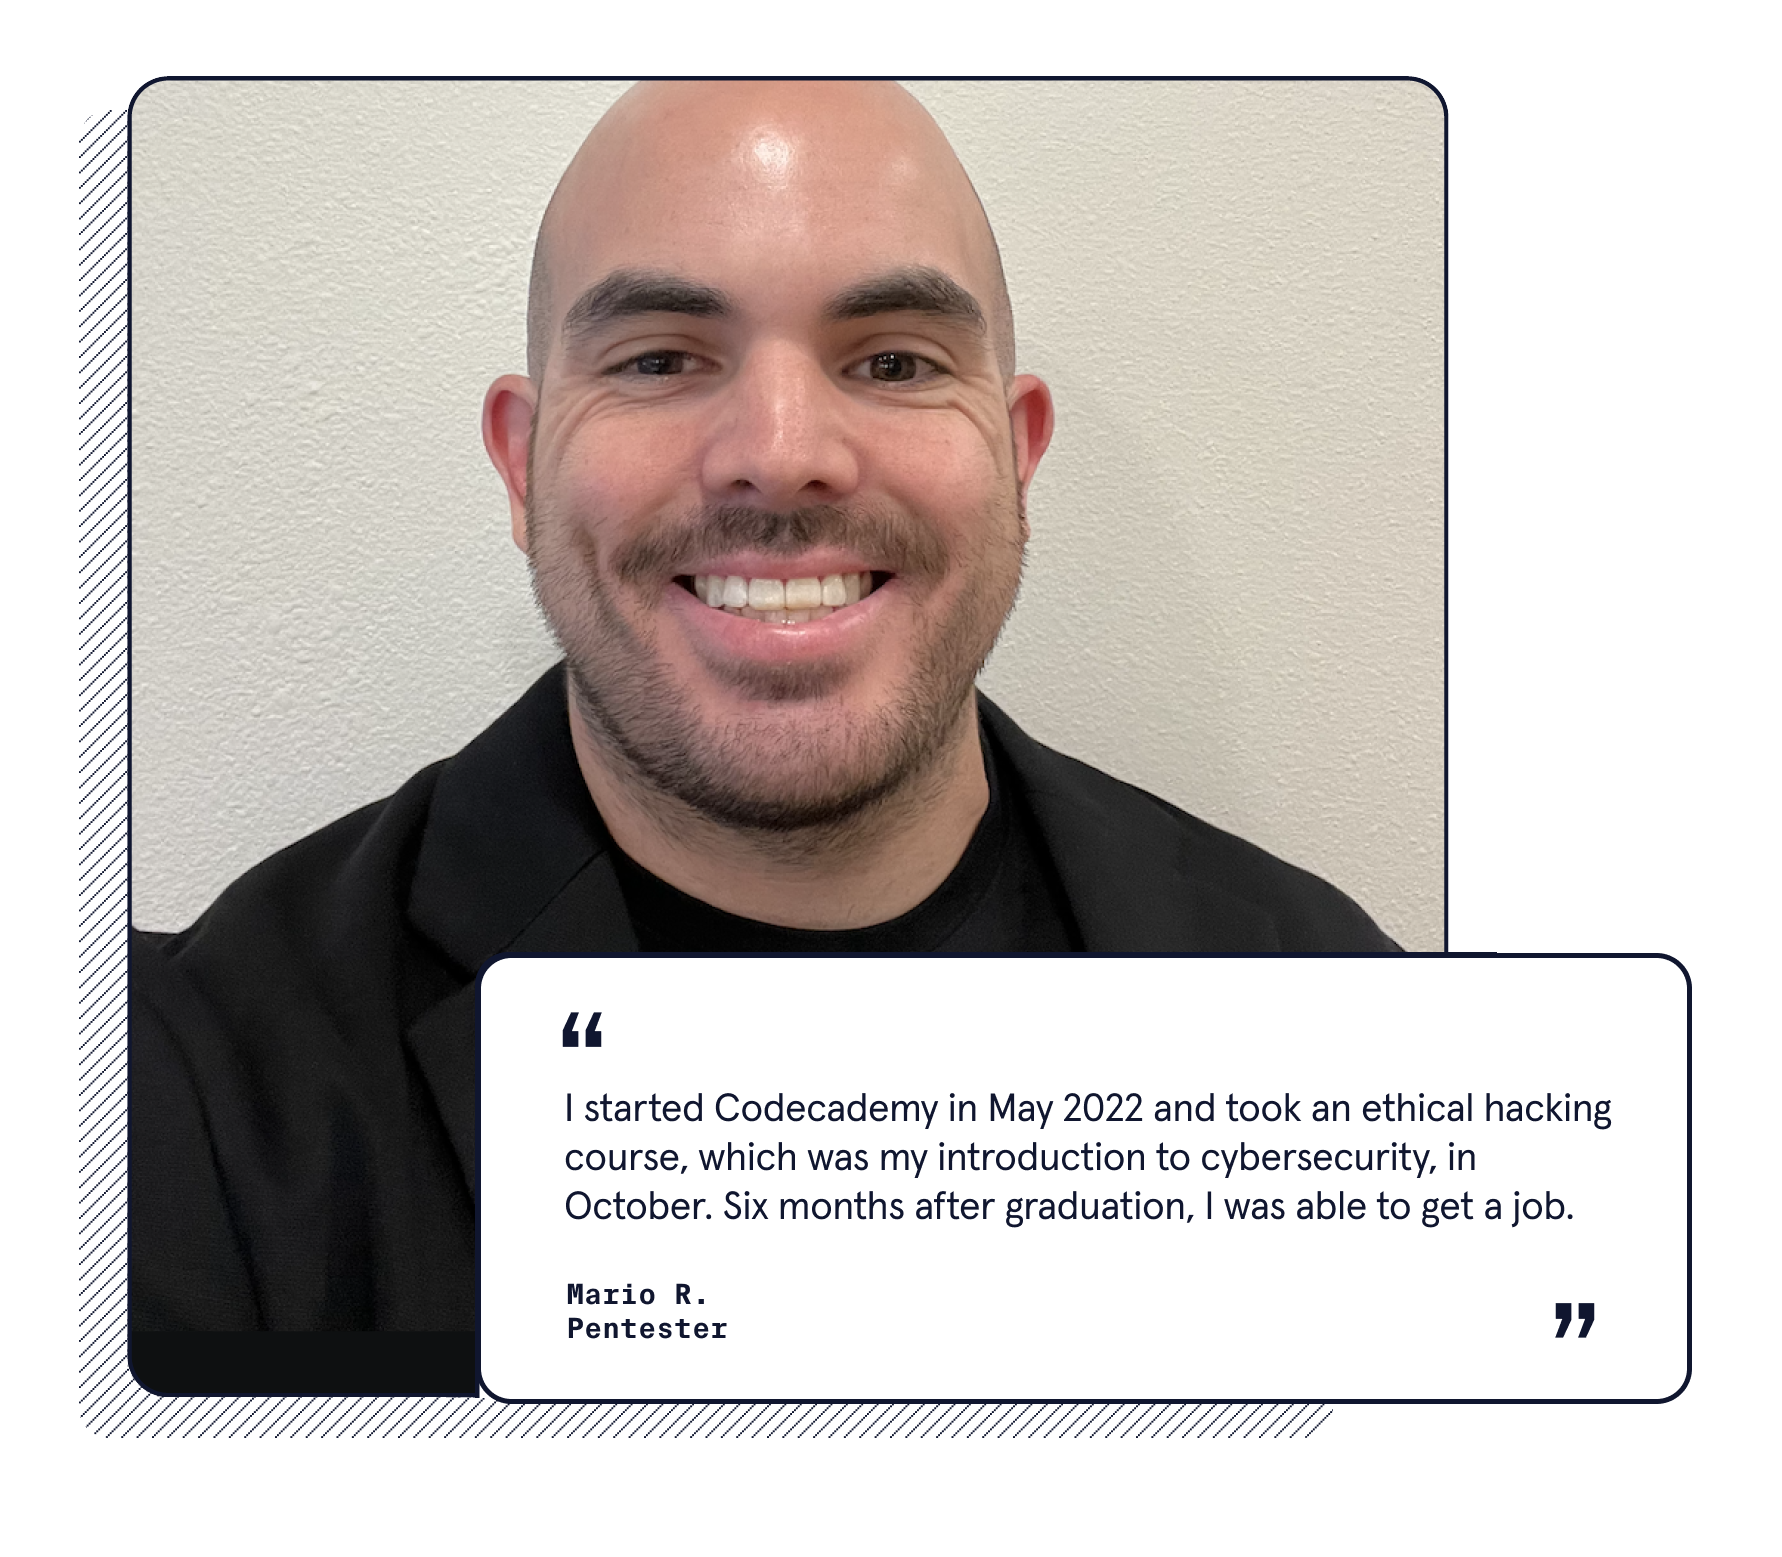 “
I started Codecademy in May 2022 and took an ethical hacking
course, which was my introduction to cybersecurity, in
October. Six months after graduation, I was able to get a job.
Mario R.
Pentester
”